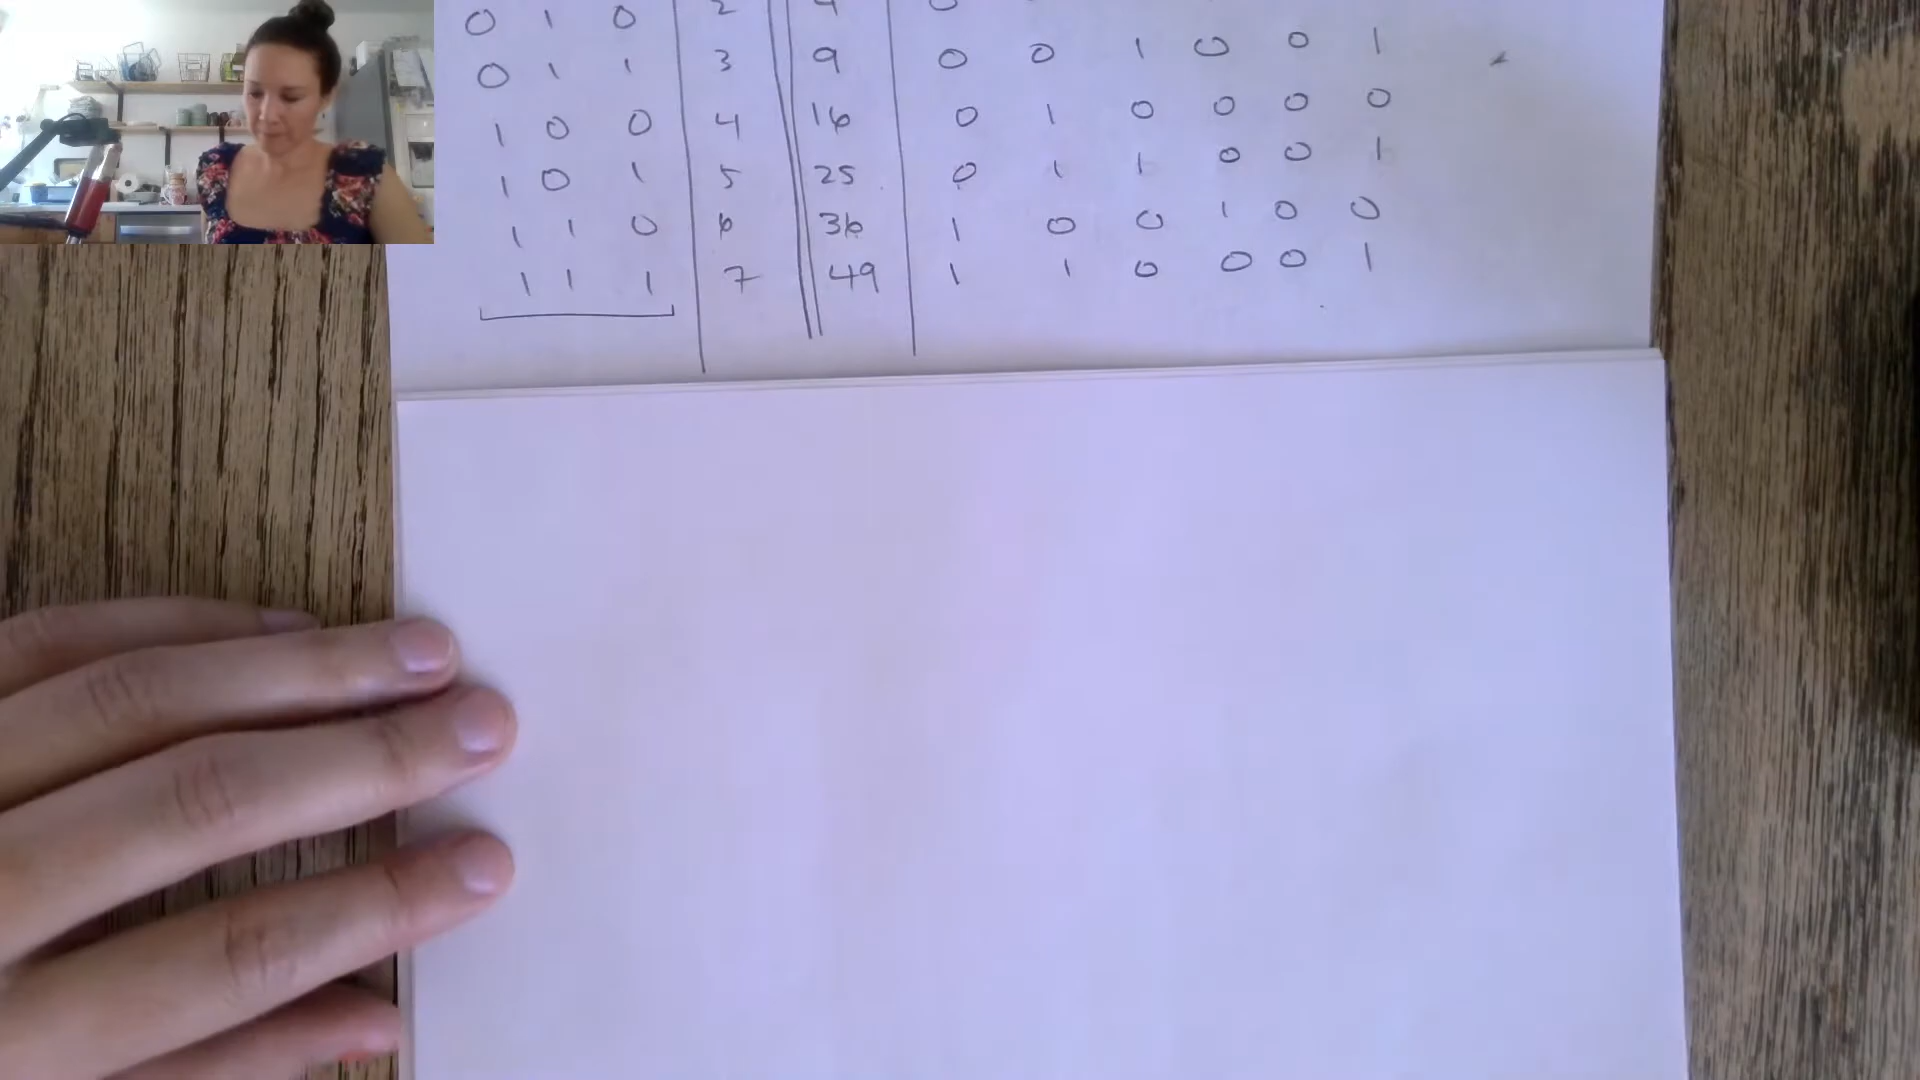 0 1 0 2 4 0
0 1 1 3 9 0 0 1 0 0 1
1 0 0 4 16 0 1 0 0 0 0
1 0 1 5 25 0 1 1 0 0 1
1 1 0 6 36 1 0 0 1 0 0
1 1 1 7 49 1 1 0 0 0 1